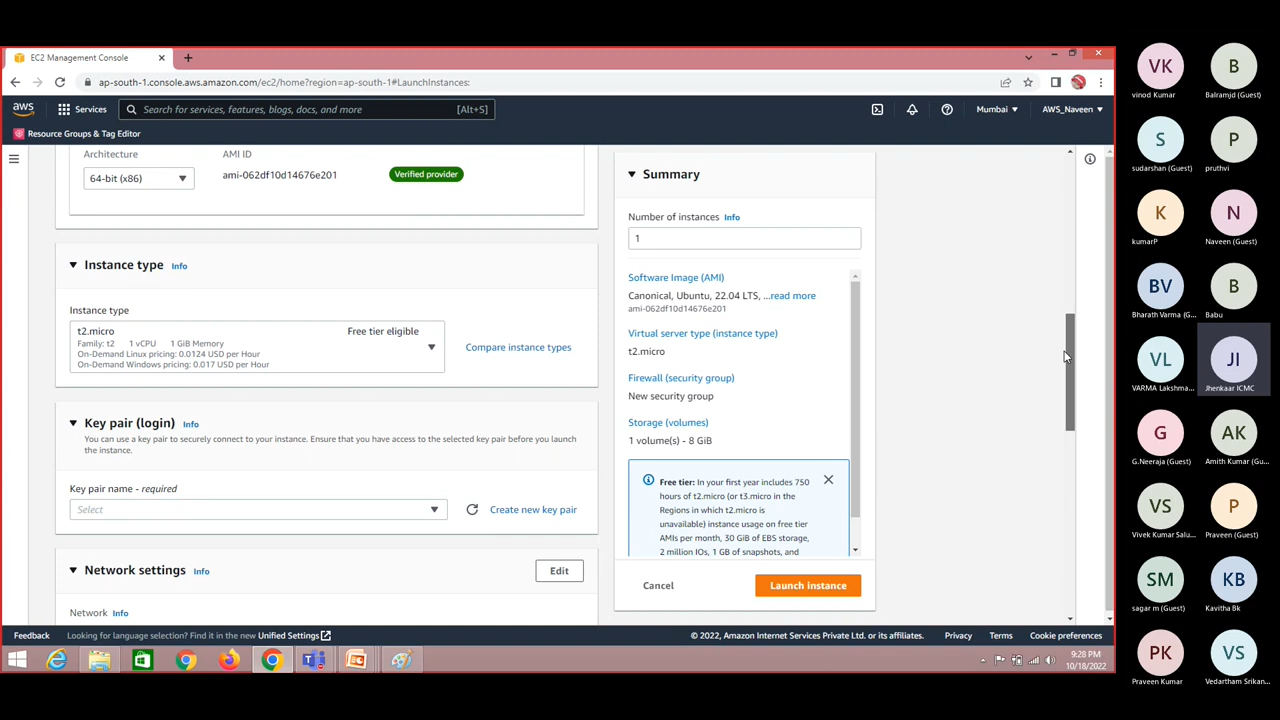 EC2 Management Console
ap-south-1.console.aws.amazon.com/ec2/home?region=ap-south-1#LaunchInstances:
aws
Services
Search for services, features, blogs, docs, and more
[Alt+S]
Mumbai
AWS_Naveen
Resource Groups & Tag Editor
Architecture
AMI ID
64-bit (x86)
ami-062df10d14676e201
Verified provider
Instance type
Info
Instance type
t2.micro
Free tier eligible
Family: t2 1 vCPU 1 GiB Memory
On-Demand Linux pricing: 0.0124 USD per Hour
On-Demand Windows pricing: 0.017 USD per Hour
Compare instance types
Key pair (login)
Info
You can use a key pair to securely connect to your instance. Ensure that you have access to the selected key pair before you launch
the instance.
Key pair name - required
Select
Create new key pair
Network settings
Info
Edit
Network Info
Summary
Number of instances Info
1
Software Image (AMI)
Canonical, Ubuntu, 22.04 LTS, ...read more
ami-062df10d14676e201
Virtual server type (instance type)
t2.micro
Firewall (security group)
New security group
Storage (volumes)
1 volume(s) - 8 GiB
Free tier: In your first year includes 750
hours of t2.micro (or t3.micro in the
Regions in which t2.micro is
unavailable) instance usage on free tier
AMIs per month, 30 GiB of EBS storage,
2 million IOs, 1 GB of snapshots, and
Cancel
Launch instance
Feedback
Looking for language selection? Find it in the new Unified Settings
© 2022, Amazon Internet Services Private Ltd. or its affiliates.
Privacy
Terms
Cookie preferences
9:28 PM
10/18/2022
VK
vinod Kumar
B
Balramjd (Guest)
S
sudarshan (Guest)
P
pruthvi
K
kumarP
N
Naveen (Guest)
BV
Bharath Varma (G...
B
Babu
VL
VARMA Lakshma...
JI
Jhenkaar ICMC
G
G.Neeraja (Guest)
AK
Amith Kumar (Gu...
VS
Vivek Kumar Salu...
P
Praveen (Guest)
SM
sagar m (Guest)
KB
Kavitha Bk
PK
Praveen Kumar
VS
Vedartham Srikan...